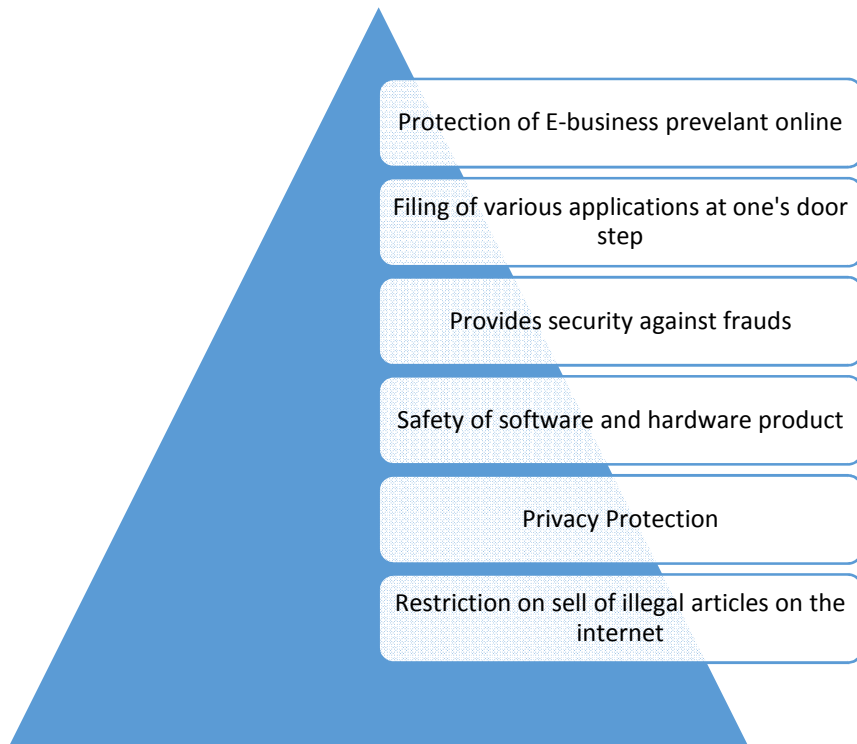 Protection of E-business prevelant online
Filing of various applications at one's door
step
Provides security against frauds
Safety of software and hardware product
Privacy Protection
Restriction on sell of illegal articles on the
internet